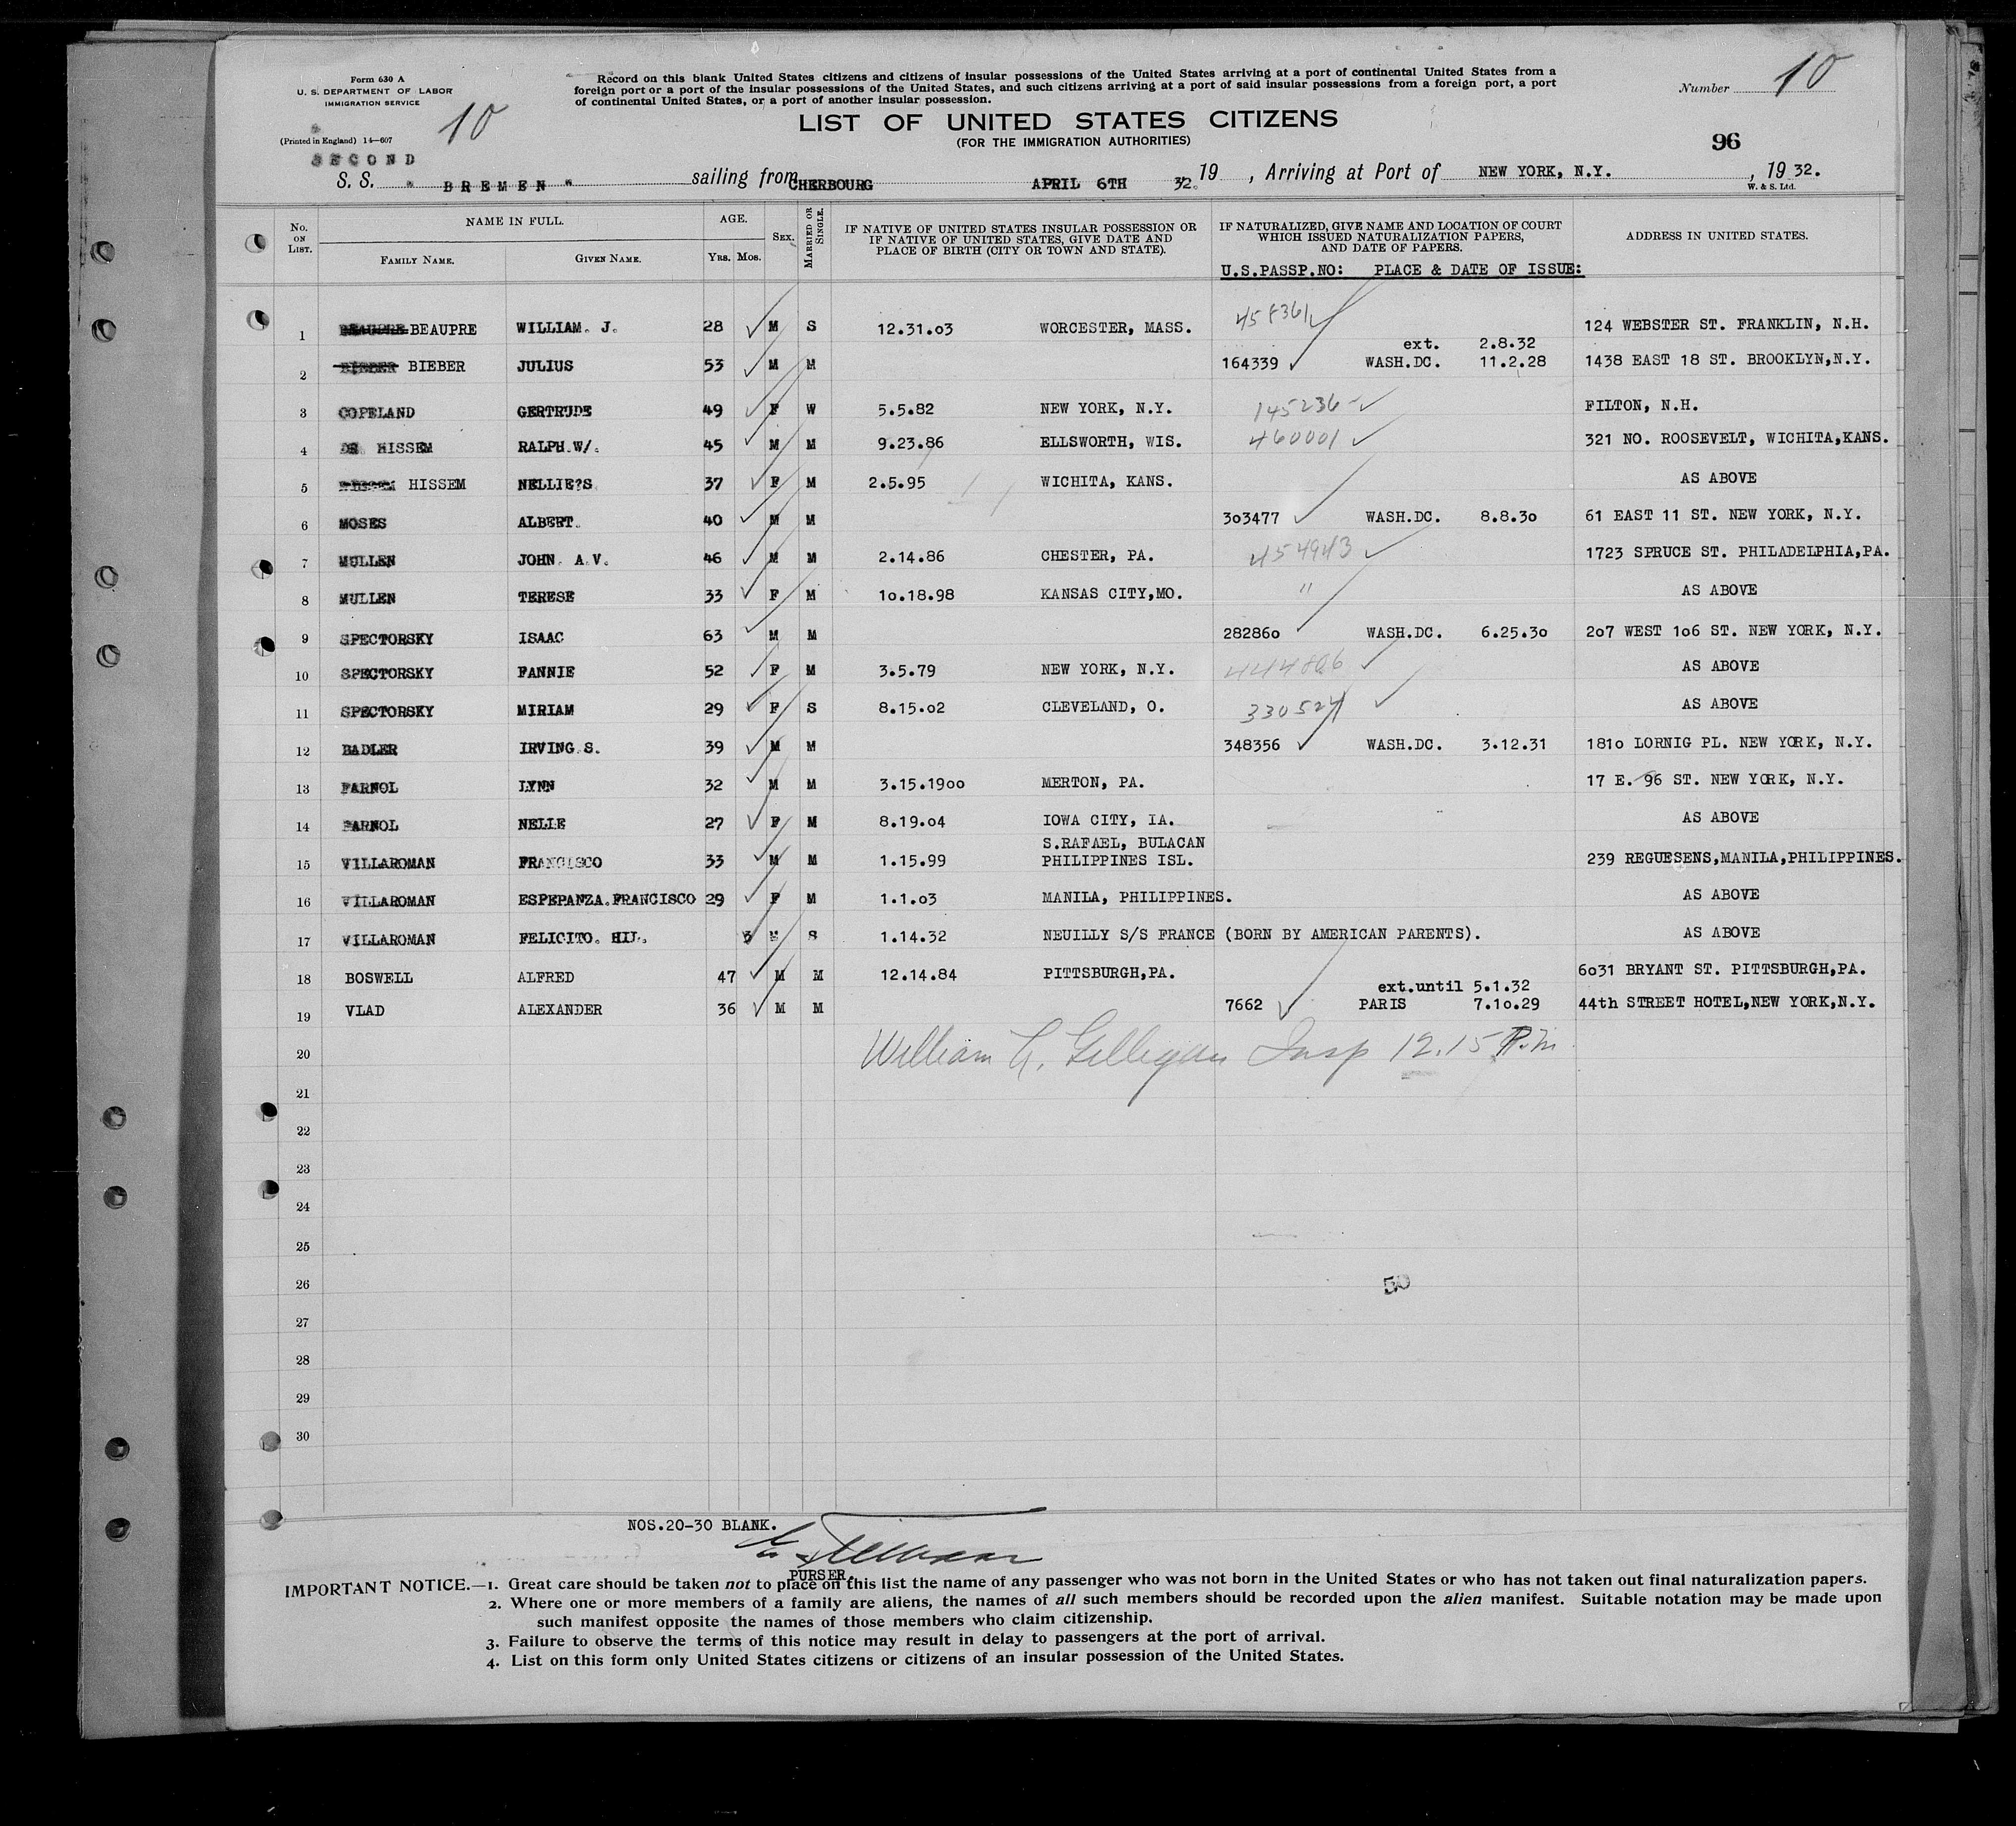 Form 630 A
U. S. DEPARTMENT OF LABOR
IMMIGRATION SERVICE
(Printed in England) 14—607
10
Record on this blank United States citizens and citizens of insular possessions of the United States arriving at a port of continental United States from a
foreign port or a port of the insular possessions of the United States, and such citizens arriving at a port of said insular possessions from a foreign port, a port
of continental United States, or a port of another insular possession.
Number 10
LIST OF UNITED STATES CITIZENS
(FOR THE IMMIGRATION AUTHORITIES)
96
SECOND
S. S. " BREMEN " sailing from CHERBOURG APRIL 6TH 32. 19 , Arriving at Port of NEW YORK, N.Y. , 19 32.
W. & S. Ltd.
No. ON LIST. NAME IN FULL. AGE. SEX. MARRIED OR SINGLE. IF NATIVE OF UNITED STATES INSULAR POSSESSION OR IF NATIVE OF UNITED STATES, GIVE DATE AND PLACE OF BIRTH (CITY OR TOWN AND STATE). IF NATURALIZED, GIVE NAME AND LOCATION OF COURT WHICH ISSUED NATURALIZATION PAPERS, AND DATE OF PAPERS. ADDRESS IN UNITED STATES.
FAMILY NAME. GIVEN NAME. YRS. MOS.
U.S.PASSP.NO: PLACE & DATE OF ISSUE:
1 BEAUPRE BEAUPRE WILLIAM. J. 28 M S 12.31.03 WORCESTER, MASS. 458361 124 WEBSTER ST. FRANKLIN, N.H.
ext. 2.8.32
2 BIEBER BIEBER JULIUS 53 M M 164339 WASH.DC. 11.2.28 1438 EAST 18 ST. BROOKLYN,N.Y.
3 COPELAND GERTRUDE 49 F W 5.5.82 NEW YORK, N.Y. 145236 FILTON, N.H.
4 DE HISSEM RALPH.W/. 45 M M 9.23.86 ELLSWORTH, WIS. 460001 321 NO. ROOSEVELT, WICHITA,KANS.
5 HISSEM NELLIE?S 37 F M 2.5.95 WICHITA, KANS. AS ABOVE
6 MOSES ALBERT. 40 M M 303477 WASH.DC. 8.8.30 61 EAST 11 ST. NEW YORK, N.Y.
7 MULLEN JOHN. A.V. 46 M M 2.14.86 CHESTER, PA. 454943 1723 SPRUCE ST. PHILADELPHIA,PA.
8 MULLEN TERESE 33 F M 10.18.98 KANSAS CITY,MO. " AS ABOVE
9 SPECTORSKY ISAAC 63 M M 282860 WASH.DC. 6.25.30 207 WEST 106 ST. NEW YORK, N.Y.
10 SPECTORSKY FANNIE 52 F M 3.5.79 NEW YORK, N.Y. 444806 AS ABOVE
11 SPECTORSKY MIRIAM 29 F S 8.15.02 CLEVELAND, O. 330524 AS ABOVE
12 BADLER IRVING S. 39 M M 348356 WASH.DC. 3.12.31 1810 LORNIG PL. NEW YORK, N.Y.
13 FARNOL LYNN 32 M M 3.15.1900 MERTON, PA. 17 E. 96 ST. NEW YORK, N.Y.
14 FARNOL NELLE 27 F M 8.19.04 IOWA CITY, IA. AS ABOVE
S.RAFAEL, BULACAN
15 VILLAROMAN FRANCISCO 33 M M 1.15.99 PHILIPPINES ISL. 239 REGUESENS,MANILA,PHILIPPINES.
16 VILLAROMAN ESPEPANZA.FRANCISCO 29 F M 1.1.03 MANILA, PHILIPPINES. AS ABOVE
17 VILLAROMAN FELICITO. HIJ. 3 M S 1.14.32 NEUILLY S/S FRANCE (BORN BY AMERICAN PARENTS). AS ABOVE
18 BOSWELL ALFRED 47 M M 12.14.84 PITTSBURGH,PA. 6031 BRYANT ST. PITTSBURGH,PA.
ext.until 5.1.32
19 VLAD ALEXANDER 36 M M 7662 PARIS 7.10.29 44th STREET HOTEL,NEW YORK,N.Y.
20 William G. Gilligan Insp 12.15 P.M.
21
22
23
24
25
26
50
27
28
29
30
NOS.20-30 BLANK.
PURSER.
IMPORTANT NOTICE.—1. Great care should be taken not to place on this list the name of any passenger who was not born in the United States or who has not taken out final naturalization papers.
2. Where one or more members of a family are aliens, the names of all such members should be recorded upon the alien manifest. Suitable notation may be made upon
such manifest opposite the names of those members who claim citizenship.
3. Failure to observe the terms of this notice may result in delay to passengers at the port of arrival.
4. List on this form only United States citizens or citizens of an insular possession of the United States.